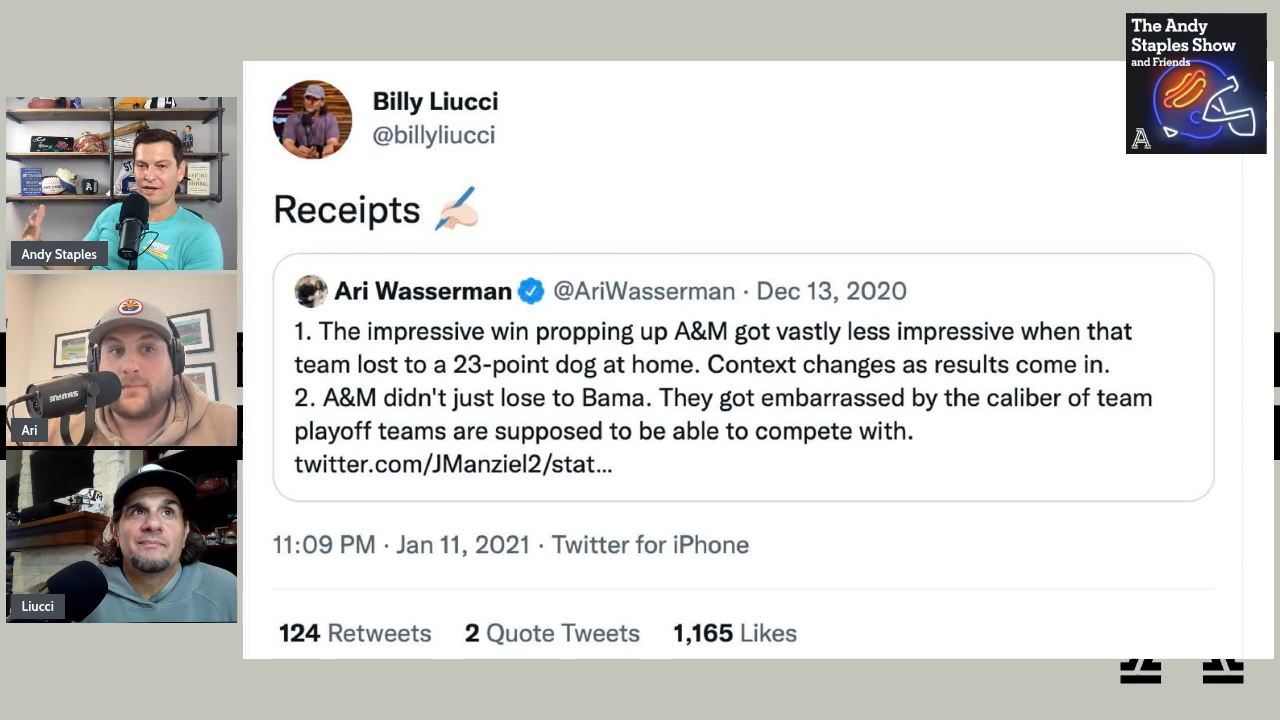 The Andy
Staples Show
and Friends
A
Billy Liucci
@billyliucci
Receipts ✍🏻
Ari Wasserman @AriWasserman · Dec 13, 2020
1. The impressive win propping up A&M got vastly less impressive when that
team lost to a 23-point dog at home. Context changes as results come in.
2. A&M didn't just lose to Bama. They got embarrassed by the caliber of team
playoff teams are supposed to be able to compete with.
twitter.com/JManziel2/stat...
11:09 PM · Jan 11, 2021 · Twitter for iPhone
124 Retweets 2 Quote Tweets 1,165 Likes
Andy Staples
SHURE
Ari
Liucci